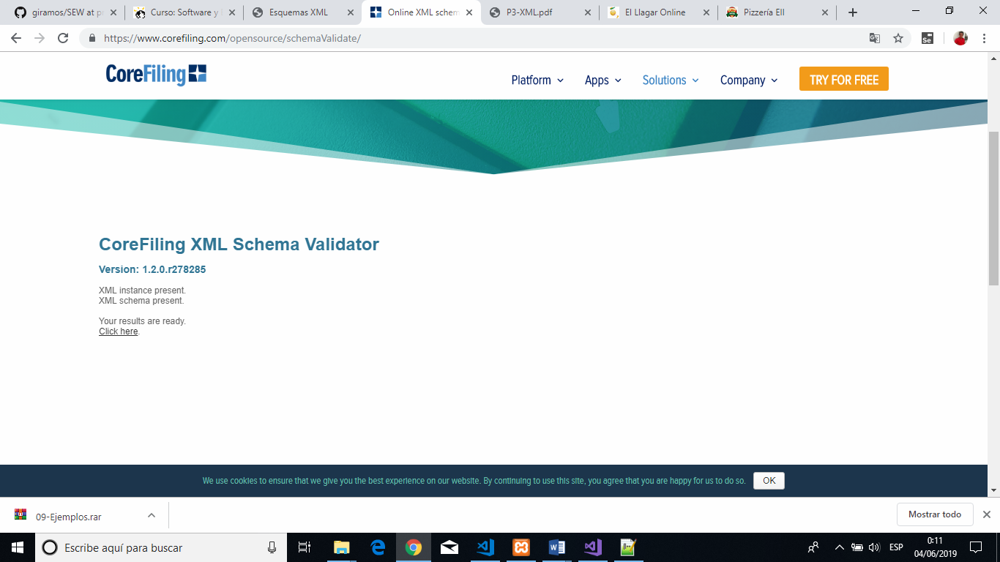 giramos/SEW at p
Curso: Software y
Esquemas XML
Online XML schem
P3-XML.pdf
El Llagar Online
Pizzería Ell
https://www.corefiling.com/opensource/schemaValidate/
Se
CoreFiling
Platform
Apps
Solutions
Company
TRY FOR FREE
CoreFiling XML Schema Validator
Version: 1.2.0.r278285
XML instance present.
XML schema present.
Your results are ready.
Click here.
We use cookies to ensure that we give you the best experience on our website. By continuing to use this site, you agree that you are happy for us to do so.
OK
09-Ejemplos.rar
Mostrar todo
Escribe aquí para buscar
ESP
0:11
04/06/2019